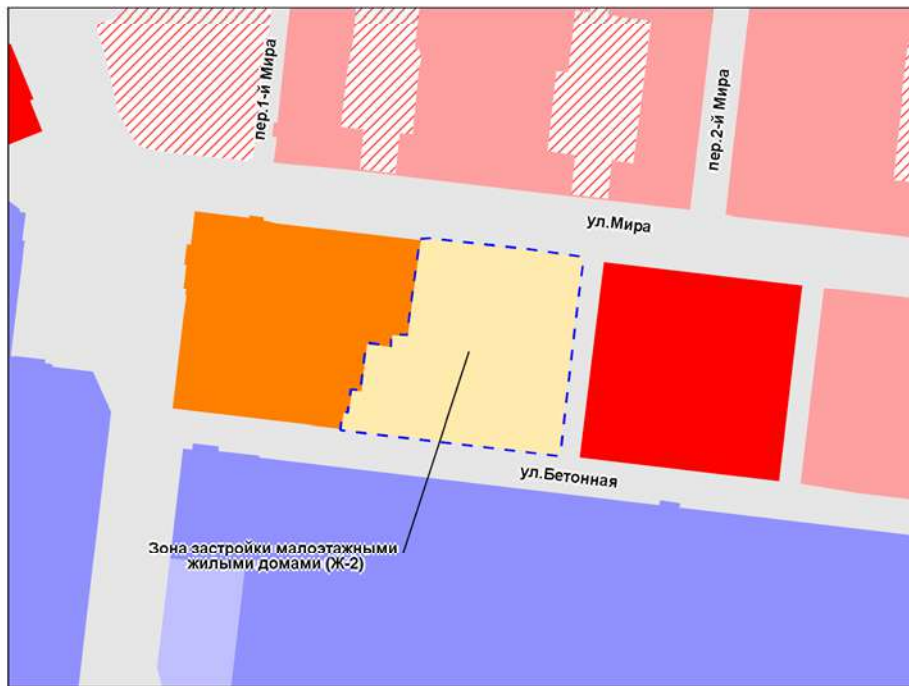 пер.1-й Мира
пер.2-й Мира
ул.Мира
ул.Бетонная
Зона застройки малоэтажными
жилыми домами (Ж-2)